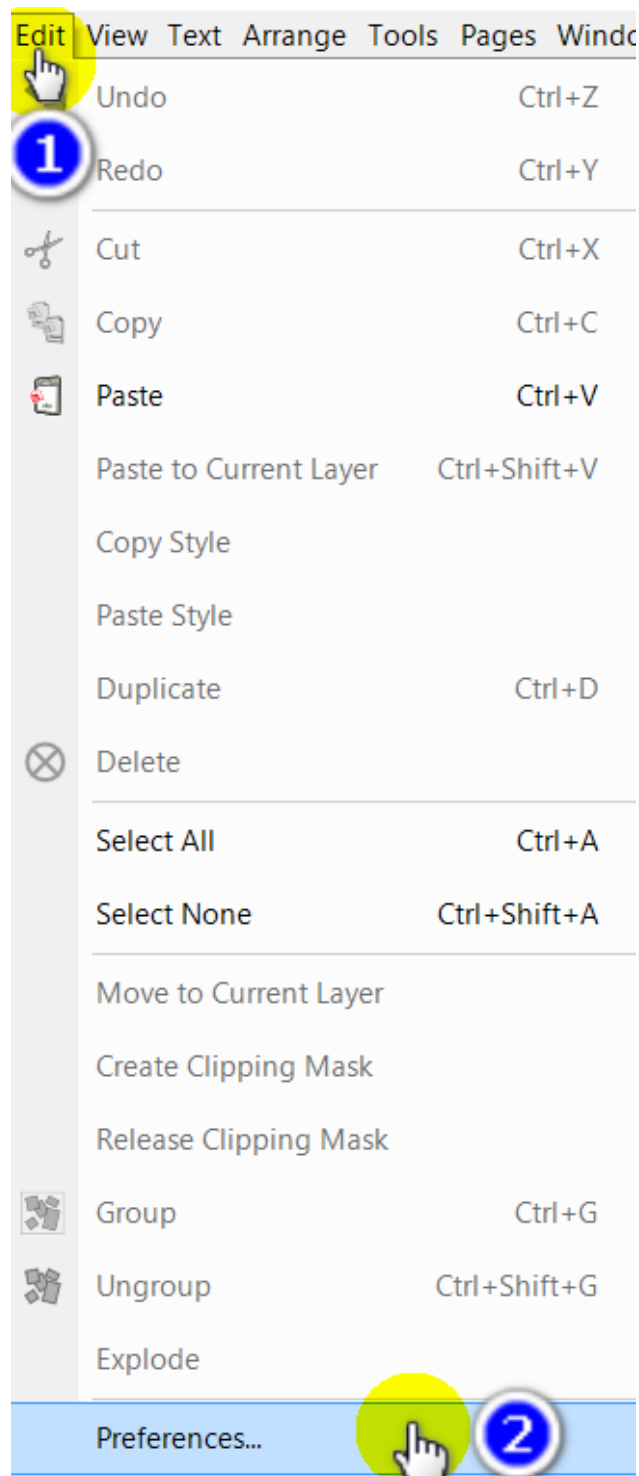 Edit View Text Arrange Tools Pages
1
Undo Ctrl+Z
Redo Ctrl+Y
Cut Ctrl+X
Copy Ctrl+C
Paste Ctrl+V
Paste to Current Layer Ctrl+Shift+V
Copy Style
Paste Style
Duplicate Ctrl+D
Delete
Select All Ctrl+A
Select None Ctrl+Shift+A
Move to Current Layer
Create Clipping Mask
Release Clipping Mask
Group Ctrl+G
Ungroup Ctrl+Shift+G
Explode
Preferences... 2